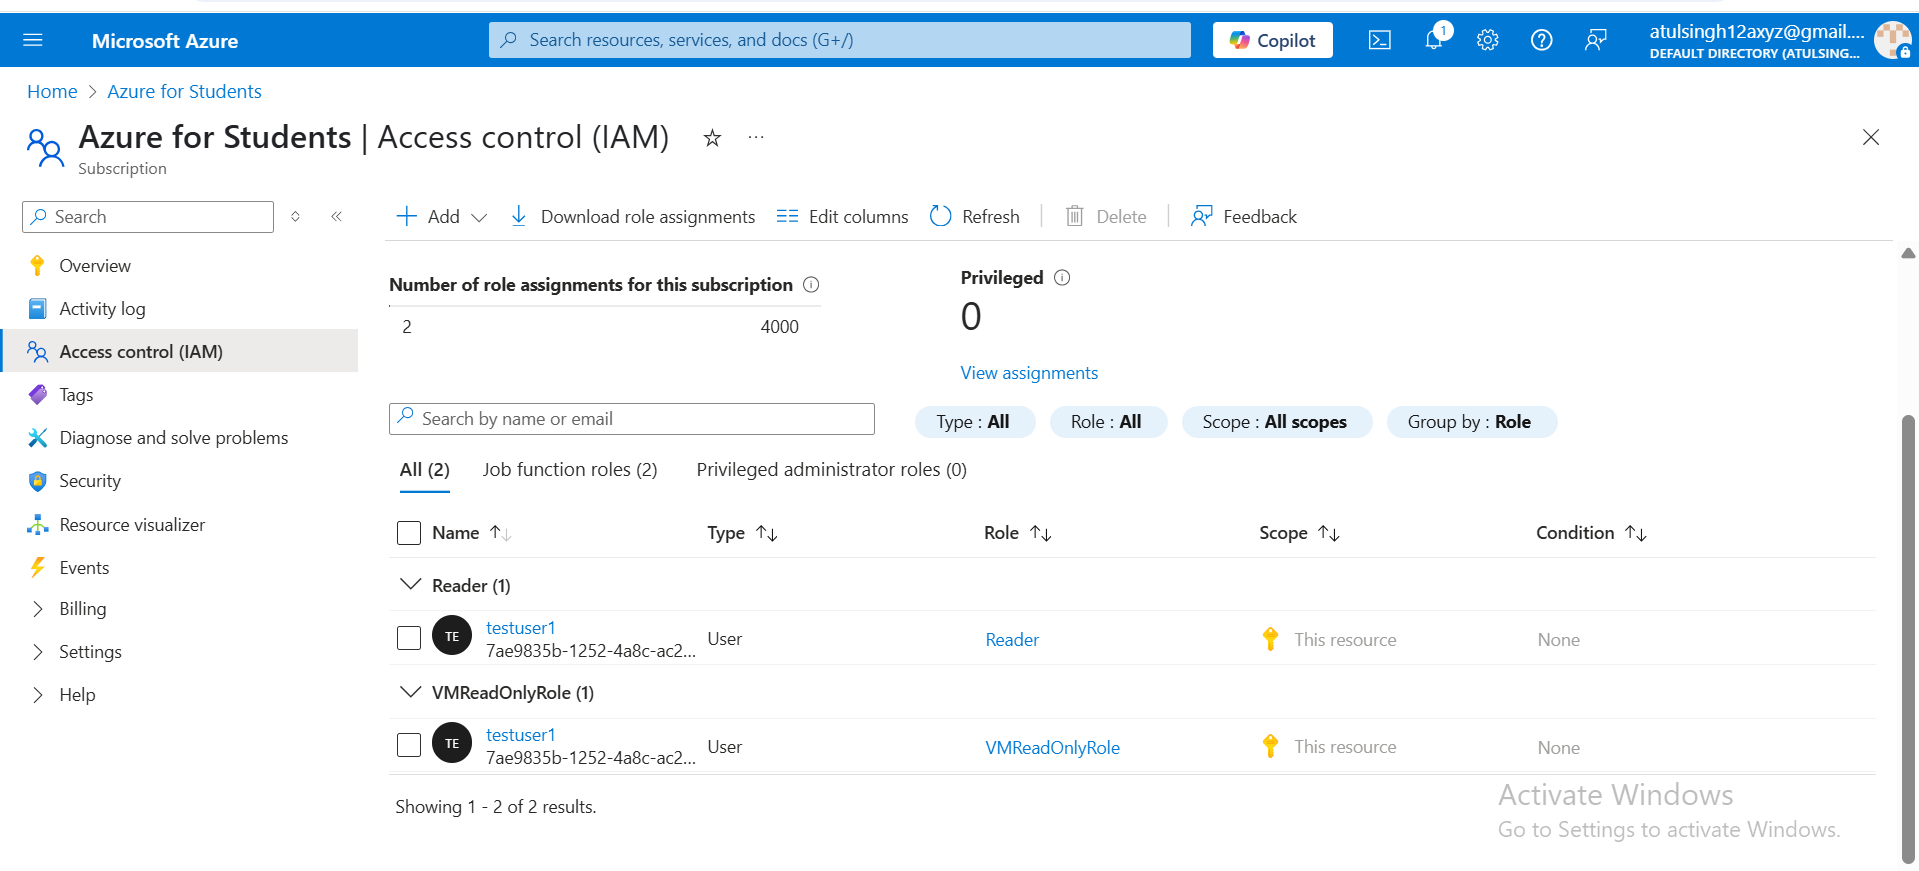 Microsoft Azure
Search resources, services, and docs (G+/)
Copilot
1
atulsingh12axyz@gmail....
DEFAULT DIRECTORY (ATULSING...
Home > Azure for Students
Azure for Students | Access control (IAM)
...
Subscription
Search
Add
Download role assignments
Edit columns
Refresh
Delete
Feedback
Overview
Activity log
Access control (IAM)
Tags
Diagnose and solve problems
Security
Resource visualizer
Events
Billing
Settings
Help
Number of role assignments for this subscription
2 4000
Privileged
0
View assignments
Search by name or email
Type : All
Role : All
Scope : All scopes
Group by : Role
All (2) Job function roles (2) Privileged administrator roles (0)
Name Type Role Scope Condition
Reader (1)
TE
testuser1
7ae9835b-1252-4a8c-ac2...
User Reader This resource None
VMReadOnlyRole (1)
TE
testuser1
7ae9835b-1252-4a8c-ac2...
User VMReadOnlyRole This resource None
Showing 1 - 2 of 2 results.
Activate Windows
Go to Settings to activate Windows.